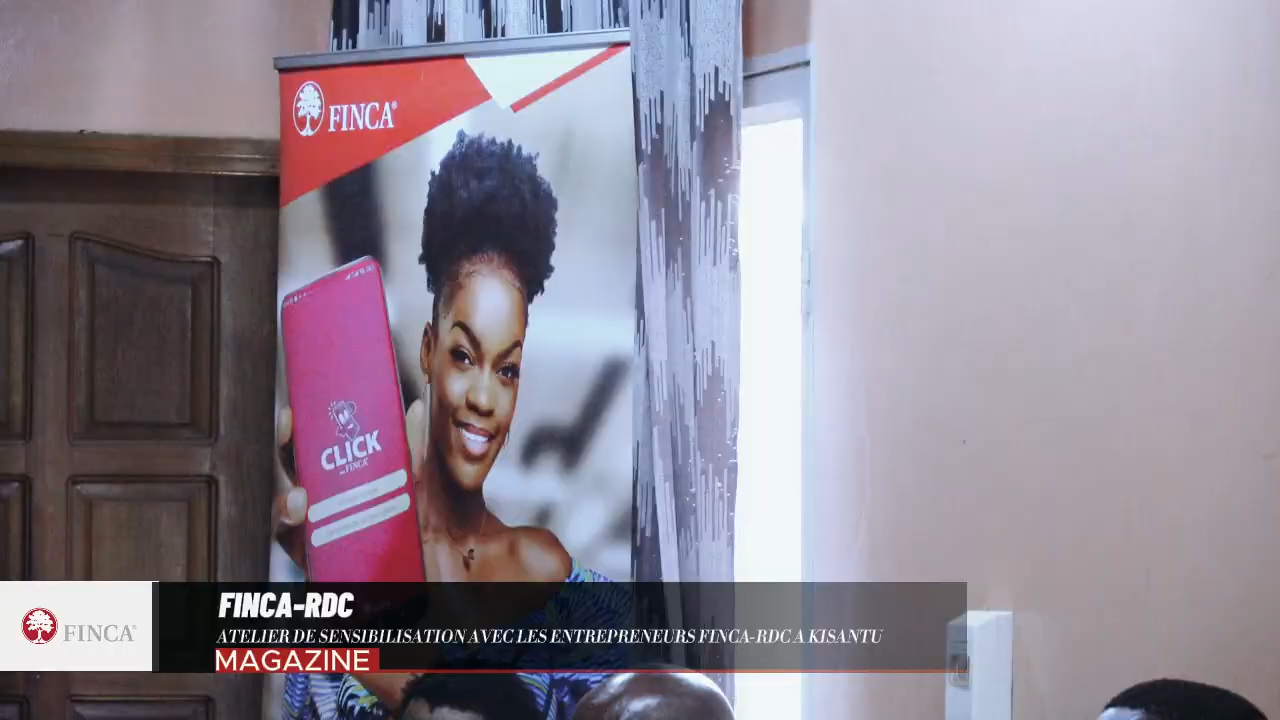 FINCA®
CLICK
FINCA
FINCA-RDC
ATELIER DE SENSIBILISATION AVEC LES ENTREPRENEURS FINCA-RDC A KISANTU
FINCA®
MAGAZINE